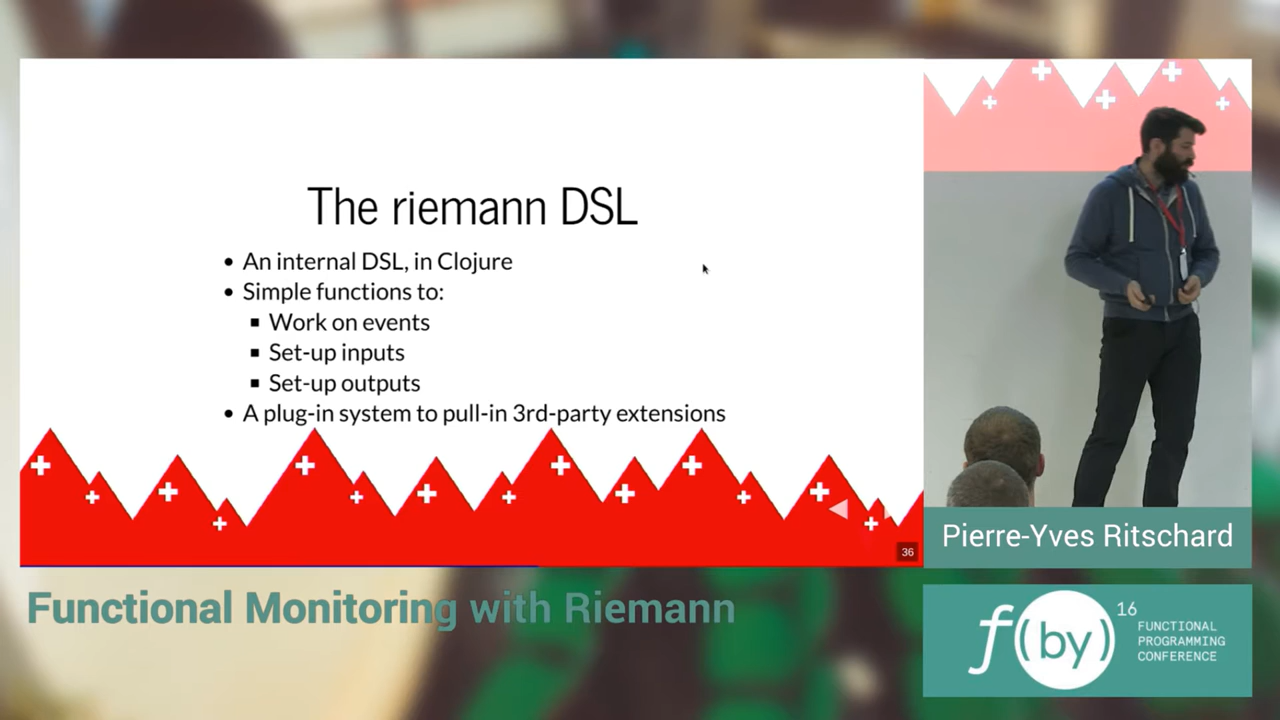 The riemann DSL
• An internal DSL, in Clojure
• Simple functions to:
▪ Work on events
▪ Set-up inputs
▪ Set-up outputs
• A plug-in system to pull-in 3rd-party extensions
36
Pierre-Yves Ritschard
Functional Monitoring with Riemann
f(by)
16
FUNCTIONAL
PROGRAMMING
CONFERENCE